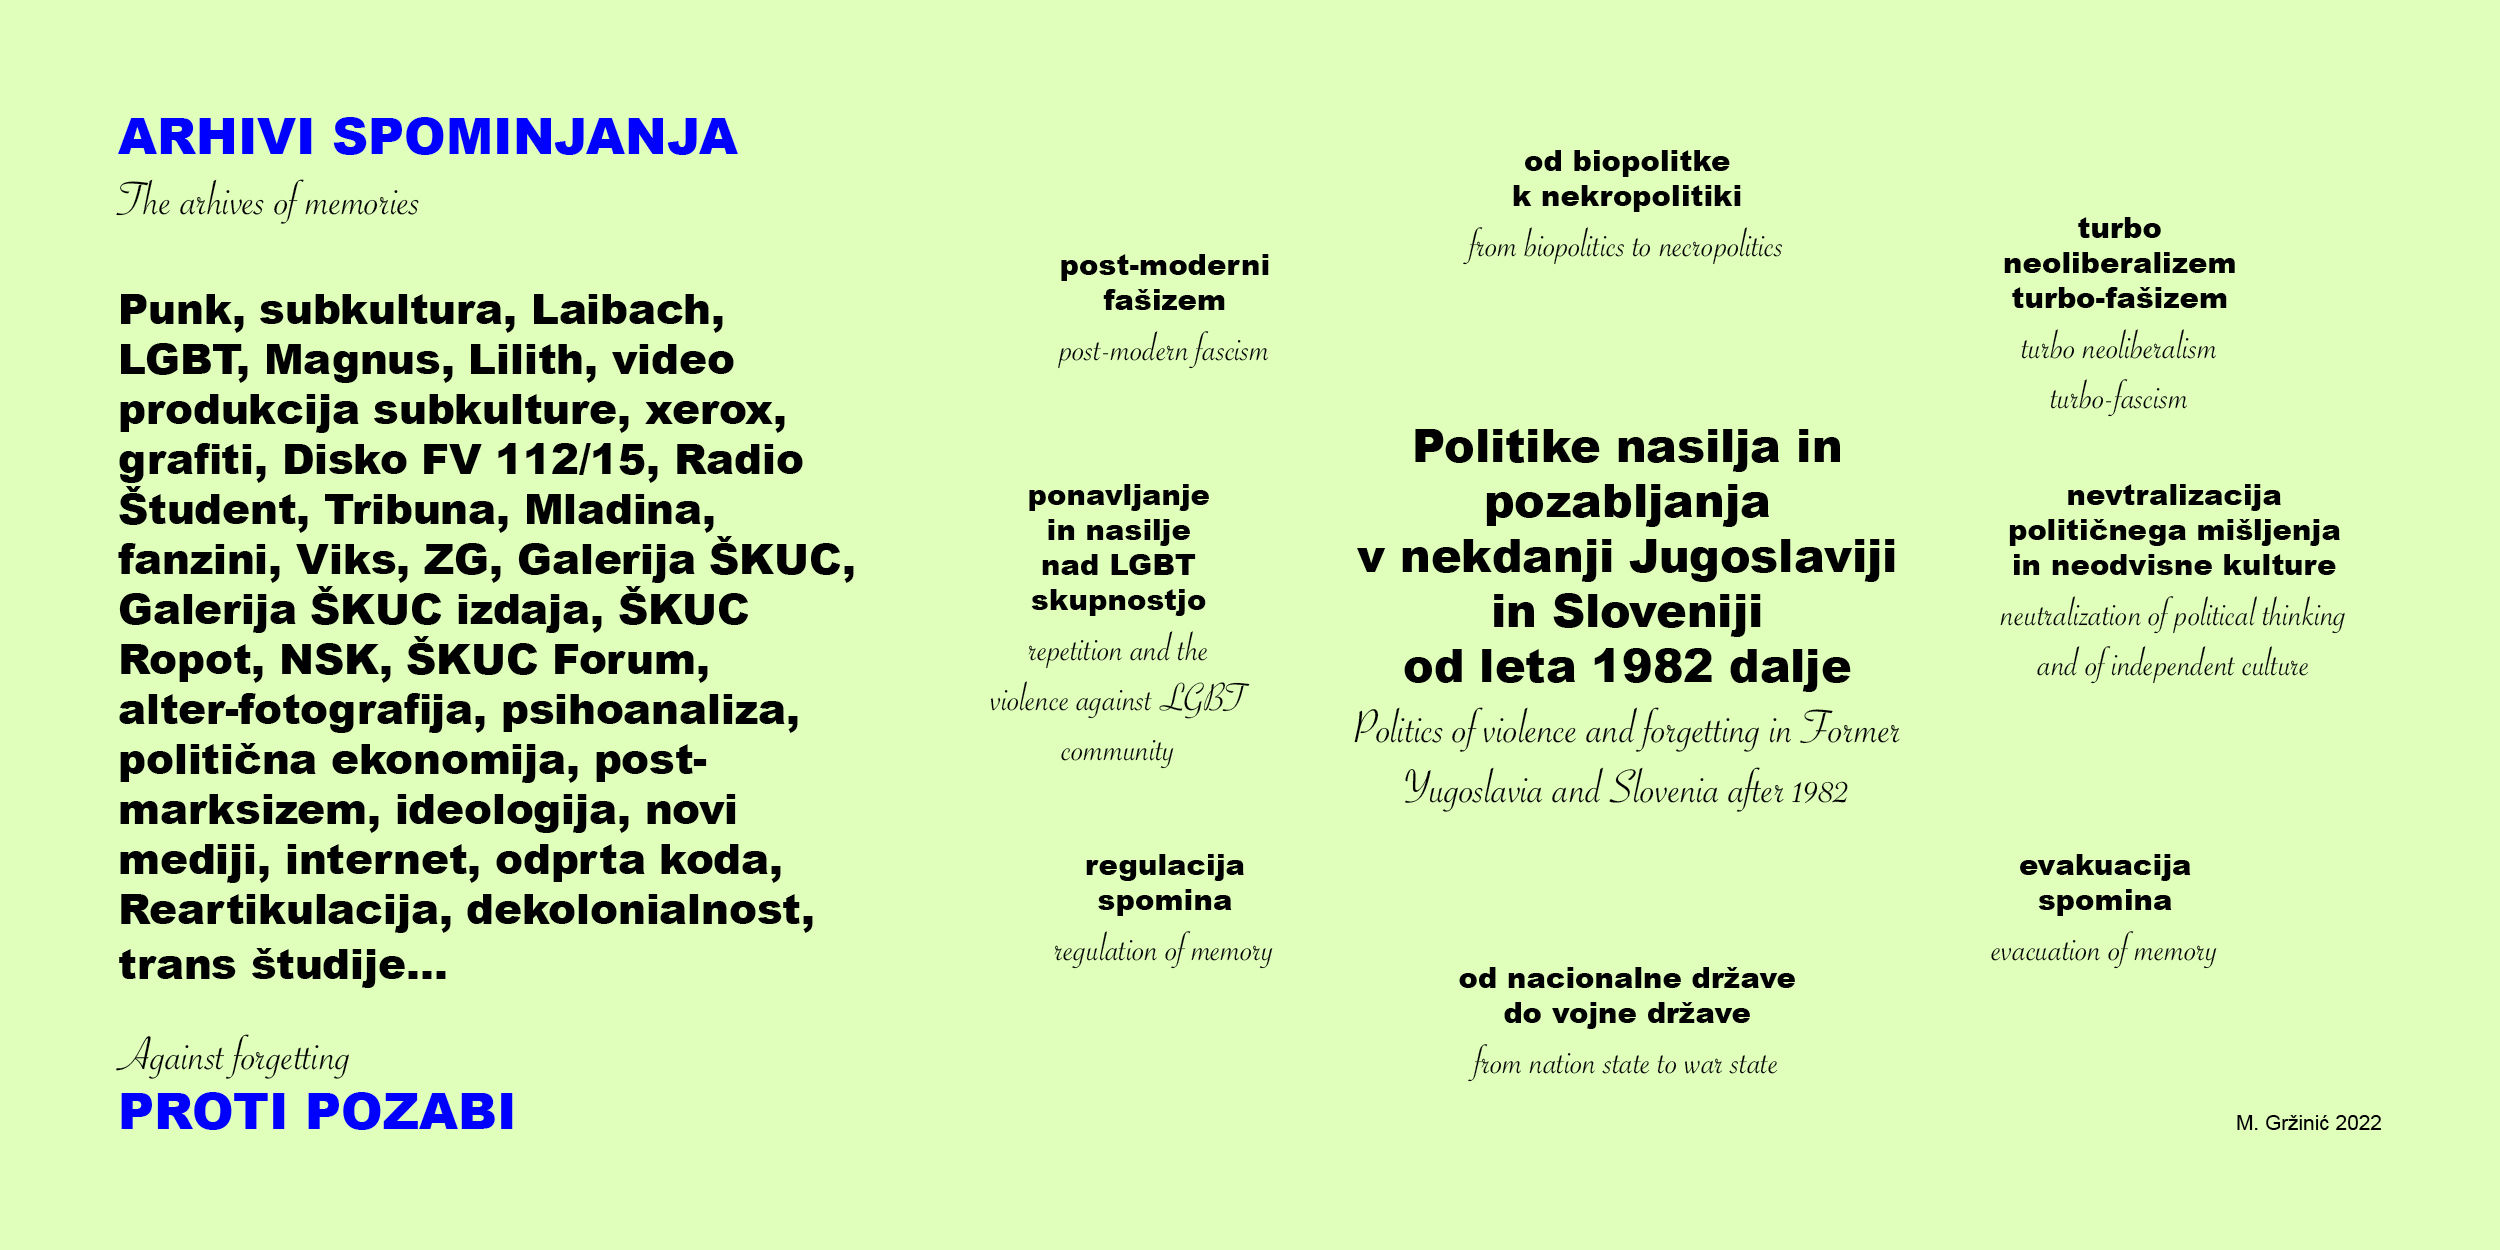 ARHIVI SPOMINJANJA
The arhives of memories
Punk, subkultura, Laibach,
LGBT, Magnus, Lilith, video
produkcija subkulture, xerox,
grafiti, Disko FV 112/15, Radio
Študent, Tribuna, Mladina,
fanzini, Viks, ZG, Galerija ŠKUC,
Galerija ŠKUC izdaja, ŠKUC
Ropot, NSK, ŠKUC Forum,
alter-fotografija, psihoanaliza,
politična ekonomija, post-
marksizem, ideologija, novi
mediji, internet, odprta koda,
Reartikulacija, dekolonialnost,
trans študije...
Against forgetting
PROTI POZABI
post-moderni
fašizem
post-modern fascism
ponavljanje
in nasilje
nad LGBT
skupnostjo
repetition and the
violence against LGBT
community
regulacija
spomina
regulation of memory
od biopolitke
k nekropolitiki
from biopolitics to necropolitics
Politike nasilja in
pozabljanja
v nekdanji Jugoslaviji
in Sloveniji
od leta 1982 dalje
Politics of violence and forgetting in Former
Yugoslavia and Slovenia after 1982
od nacionalne države
do vojne države
from nation state to war state
turbo
neoliberalizem
turbo-fašizem
turbo neoliberalism
turbo-fascism
nevtralizacija
političnega mišljenja
in neodvisne kulture
neutralization of political thinking
and of independent culture
evakuacija
spomina
evacuation of memory
M. Gržinić 2022